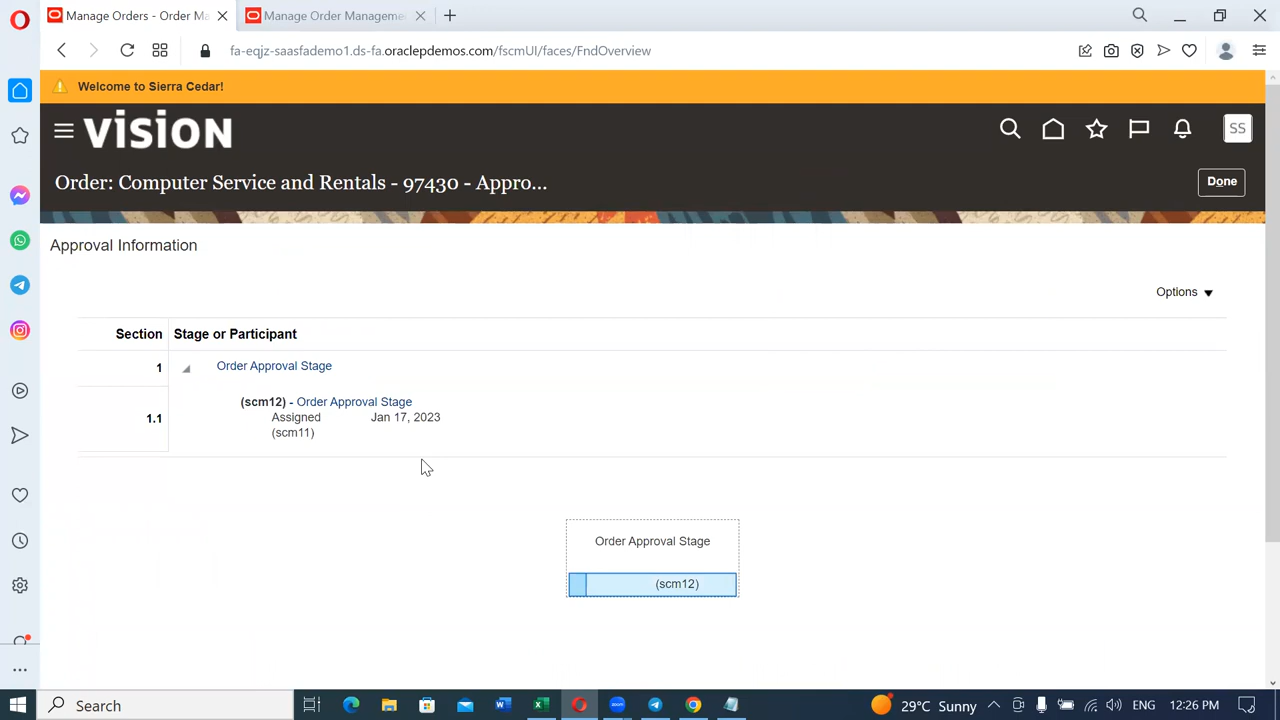 Manage Orders - Order Ma
Manage Order Manageme
fa-eqjz-saasfademo1.ds-fa.oraclepdemos.com/fscmUI/faces/FndOverview
Welcome to Sierra Cedar!
VISION
SS
Order: Computer Service and Rentals - 97430 - Appro...
Done
Approval Information
Options
Section Stage or Participant
1 Order Approval Stage
(scm12) - Order Approval Stage
1.1 Assigned Jan 17, 2023
(scm11)
Order Approval Stage
(scm12)
Search
zoom
29°C Sunny
ENG
12:26 PM